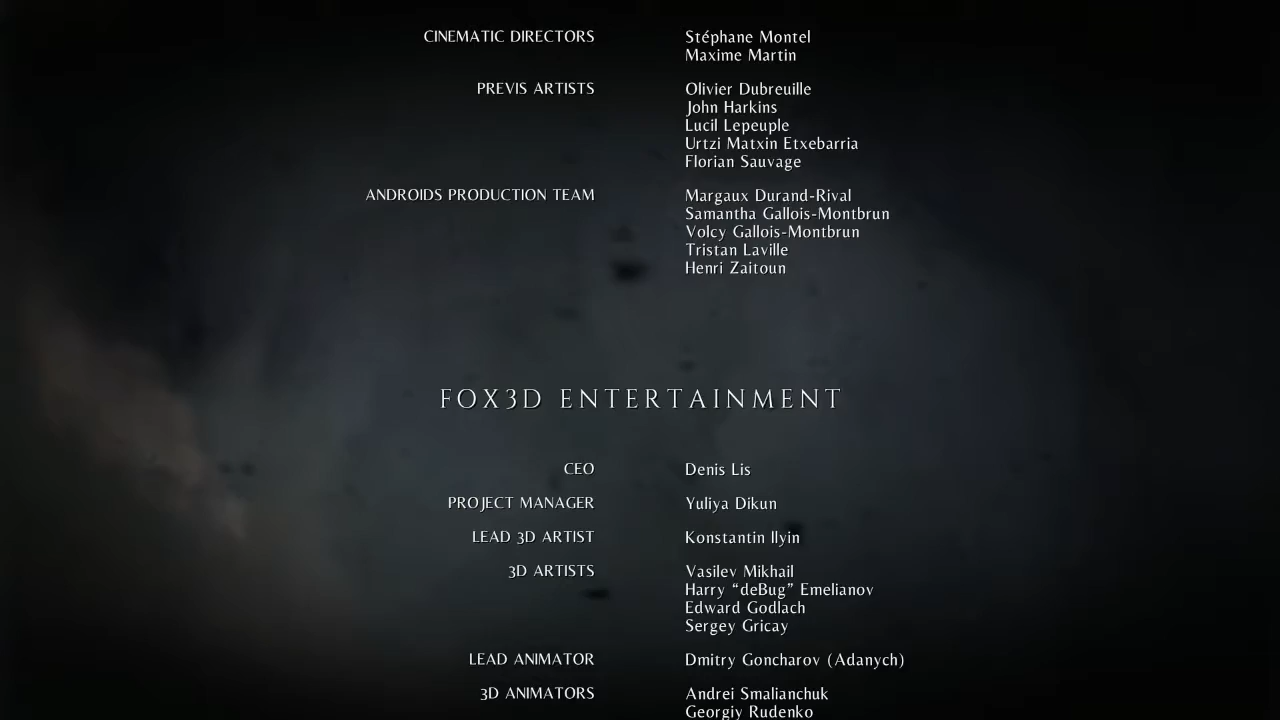 CINEMATIC DIRECTORS Stéphane Montel
Maxime Martin
PREVIS ARTISTS Olivier Dubreuille
John Harkins
Lucil Lepeuple
Urtzi Matxin Etxebarria
Florian Sauvage
ANDROIDS PRODUCTION TEAM Margaux Durand-Rival
Samantha Gallois-Montbrun
Volcy Gallois-Montbrun
Tristan Laville
Henri Zaitoun
FOX3D ENTERTAINMENT
CEO Denis Lis
PROJECT MANAGER Yuliya Dikun
LEAD 3D ARTIST Konstantin Ilyin
3D ARTISTS Vasilev Mikhail
Harry “deBug” Emelianov
Edward Godlach
Sergey Gricay
LEAD ANIMATOR Dmitry Goncharov (Adanych)
3D ANIMATORS Andrei Smalianchuk
Georgiy Rudenko